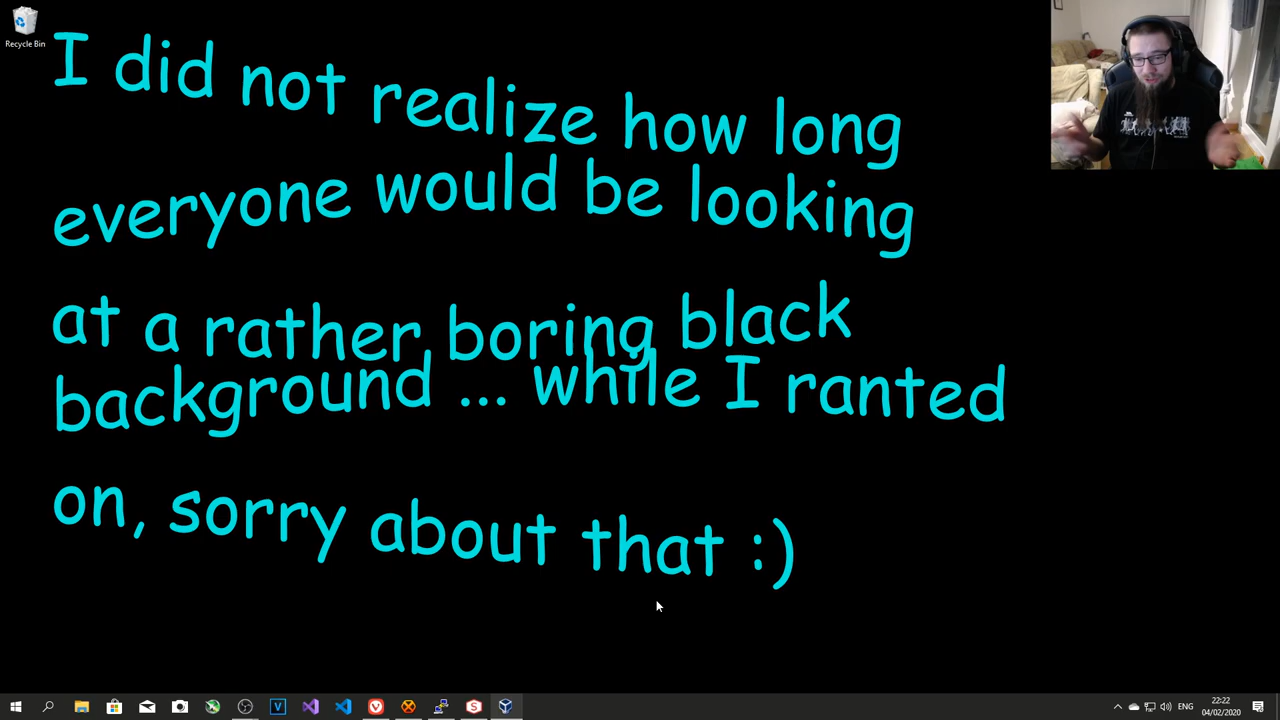 Recycle Bin
I did not realize how long
everyone would be looking
at a rather boring black
background ... while I ranted
on, sorry about that :)
V
ENG
22:22
04/02/2020